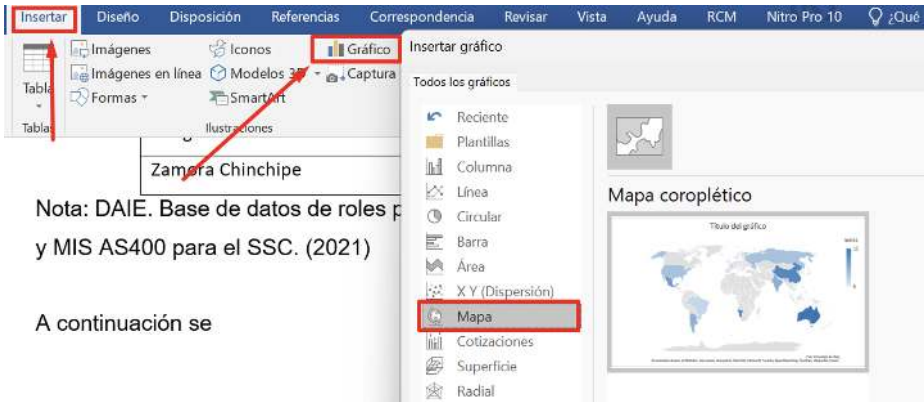 Insertar Diseño Disposición Referencias Correspondencia Revisar Vista Ayuda RCM Nitro Pro 10 ¿Qué
Imágenes Iconos Gráfico
Imágenes en línea Modelos 3D Captura
Tabla
Formas SmartArt
Tablas Ilustraciones
Zamora Chinchipe
Nota: DAIE. Base de datos de roles p
y MIS AS400 para el SSC. (2021)
A continuación se
Insertar gráfico
Todos los gráficos
Reciente
Plantillas
Columna
Línea
Circular
Barra
Área
X Y (Dispersión)
Mapa
Cotizaciones
Superficie
Radial
Mapa coroplético
Título del gráfico